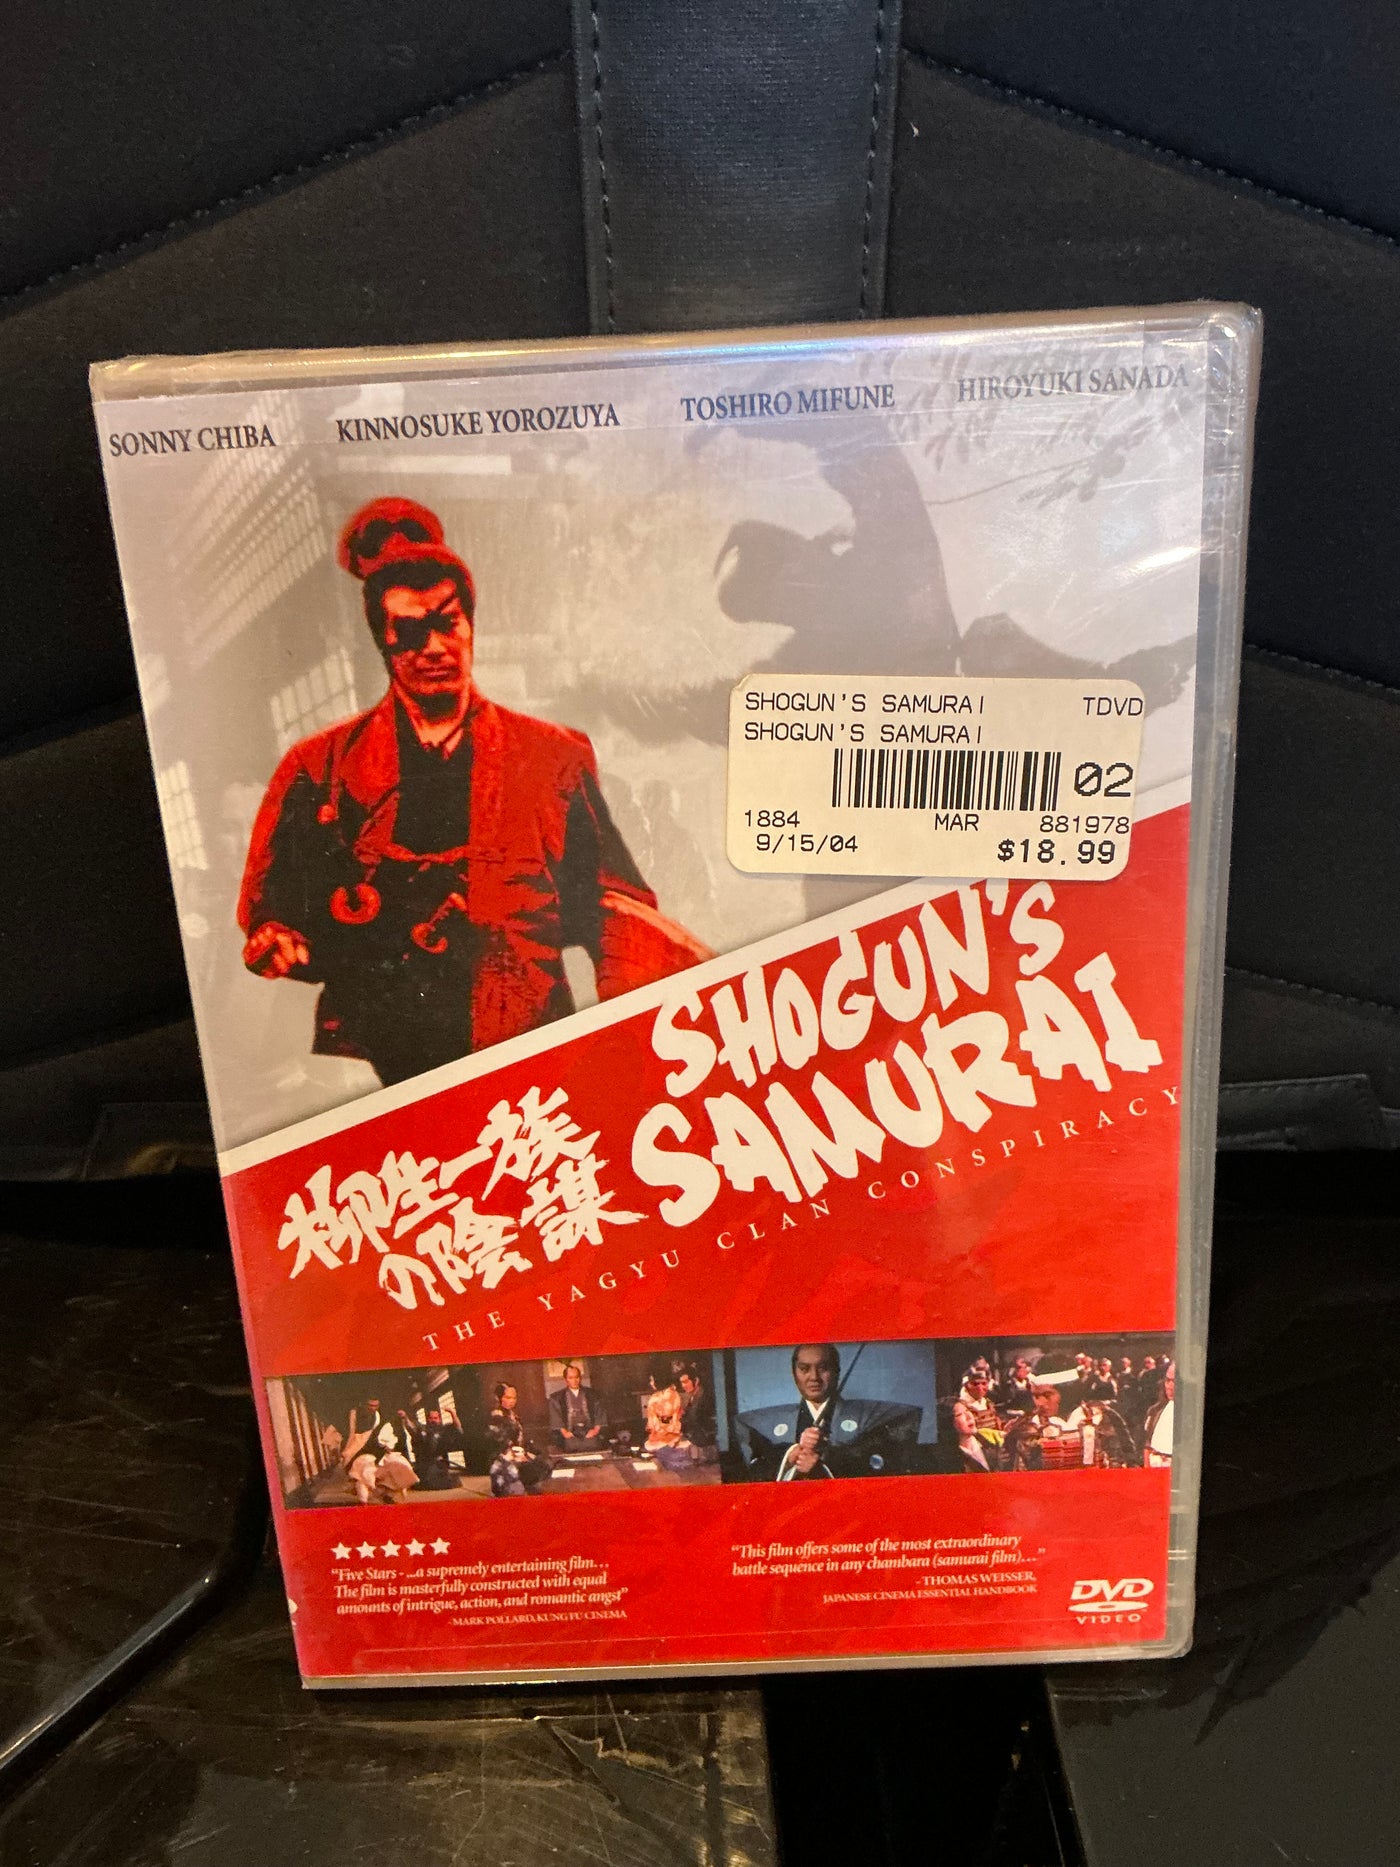 SONNY CHIBA KINNOSUKE YOROZUYA TOSHIRO MIFUNE HIROYUKI SANADA
SHOGUN'S SAMURAI TDVD
SHOGUN'S SAMURAI
02
1884 MAR 881978
9/15/04 $18.99
SHOGUN'S
SAMURAI
柳生一族
の陰謀
THE YAGYU CLAN CONSPIRACY
"Five Stars - ...a supremely entertaining film...
The film is masterfully constructed with equal
amounts of intrigue, action, and romantic angst"
-MARK POLLARD, KUNG FU CINEMA
"This film offers some of the most extraordinary
battle sequence in any chambara (samurai film)..."
-THOMAS WEISSER,
JAPANESE CINEMA ESSENTIAL HANDBOOK
DVD
VIDEO